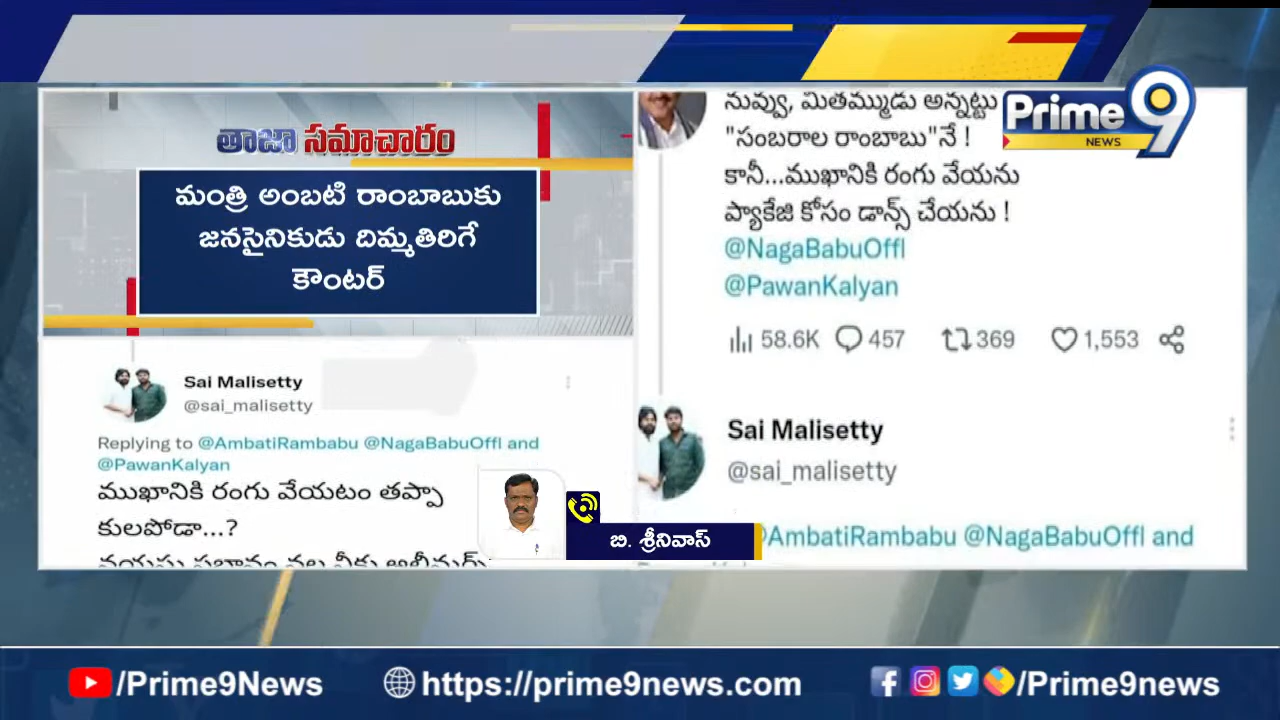 తాజా సమాచారం
మంత్రి అంబటి రాంబాబుకు
జనసైనికుడు దిమ్మతిరిగే
కౌంటర్
Sai Malisetty
@sai_malisetty
Replying to @AmbatiRambabu @NagaBabuOffl and
@PawanKalyan
ముఖానికి రంగు వేయటం తప్పా
కులపోడా...?
నువ్వు, మితమ్ముడు అన్నట్టు
"సంబరాల రాంబాబు"నే !
కానీ...ముఖానికి రంగు వేయను
ప్యాకేజి కోసం డాన్స్ చేయను !
@NagaBabuOffl
@PawanKalyan
58.6K 457 369 1,553
Sai Malisetty
@sai_malisetty
@AmbatiRambabu @NagaBabuOffl and
బి. శ్రీనివాస్
Prime9
NEWS
/Prime9News https://prime9news.com /Prime9news